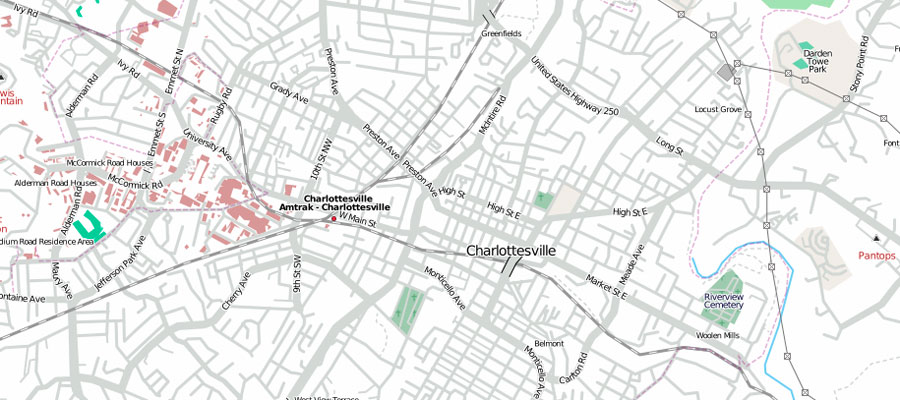 Ivy Rd
Greenfields
Emmet St N
Preston Ave
Darden
Towe
Park
Stony Point Rd
Ivy Rd
Alderman Rd
Rugby Rd
Grady Ave
United States Highway 250
McIntire Rd
Locust Grove
ntain
Emmet St S
University Ave
10th St NW
Preston Ave
Long St
Font
McCormick Road Houses
Alderman Road Houses
McCormick Rd
Preston Ave
High St
Alderman Rd
Charlottesville
Amtrak - Charlottesville
W Main St
High St E
High St E
dium Road Residence Area
Charlottesville
Meade Ave
Pantops
Jefferson Park Ave
Maury Ave
ontaine Ave
Cherry Ave
9th St SW
Monticello Ave
Market St E
Riverview
Cemetery
Woolen Mills
Belmont
Monticello Ave
Carlton Rd
West View Terrace